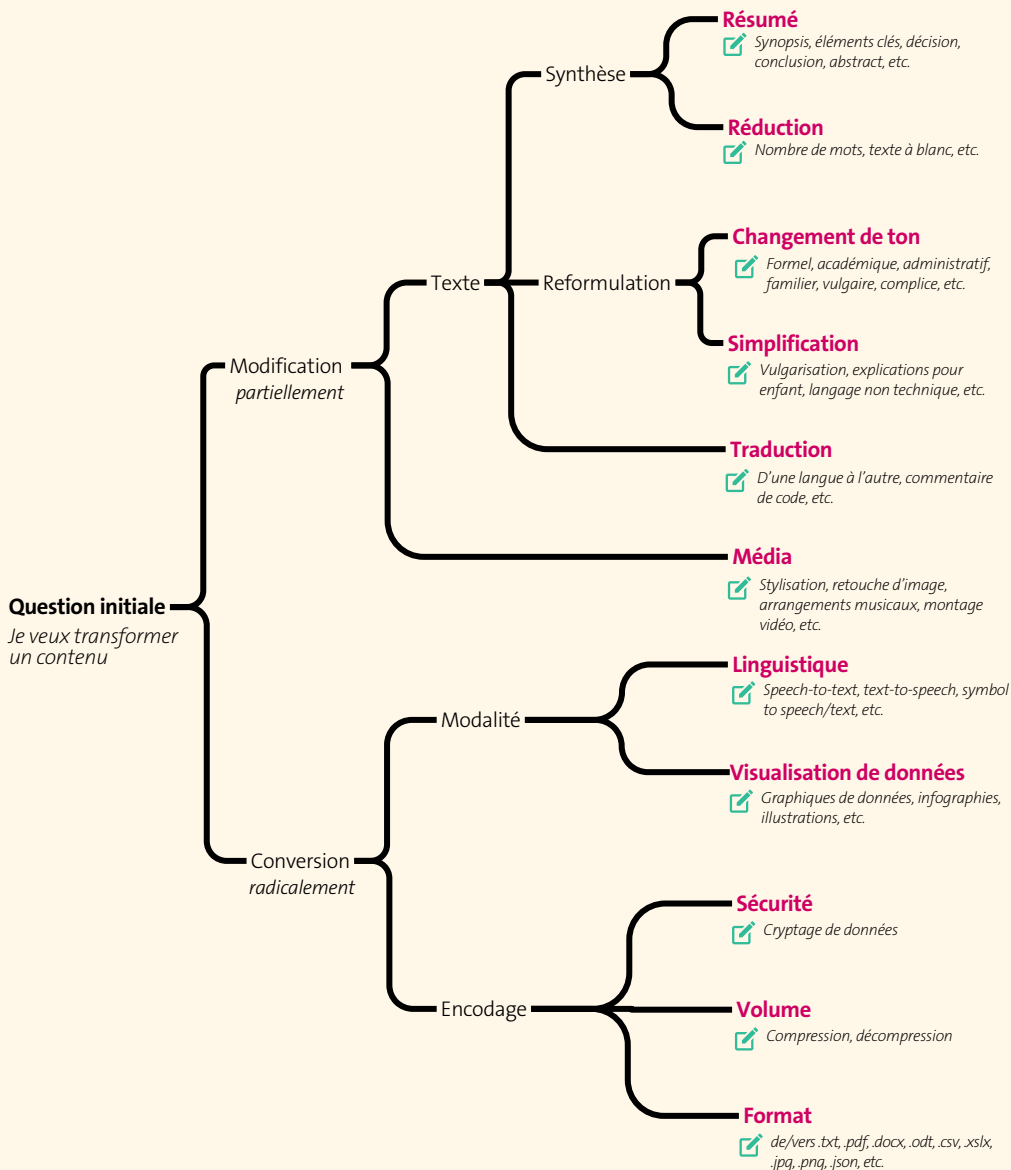 Question initiale
Je veux transformer
un contenu
Modification
partiellement
Texte
Synthèse
Résumé
Synopsis, éléments clés, décision,
conclusion, abstract, etc.
Réduction
Nombre de mots, texte à blanc, etc.
Reformulation
Changement de ton
Formel, académique, administratif,
familier, vulgaire, complice, etc.
Simplification
Vulgarisation, explications pour
enfant, langage non technique, etc.
Traduction
D'une langue à l'autre, commentaire
de code, etc.
Média
Stylisation, retouche d'image,
arrangements musicaux, montage
vidéo, etc.
Conversion
radicalement
Modalité
Linguistique
Speech-to-text, text-to-speech, symbol
to speech/text, etc.
Visualisation de données
Graphiques de données, infographies,
illustrations, etc.
Encodage
Sécurité
Cryptage de données
Volume
Compression, décompression
Format
de/vers .txt, .pdf, .docx, .odt, .csv, .xslx,
.jpg, .png, .json, etc.